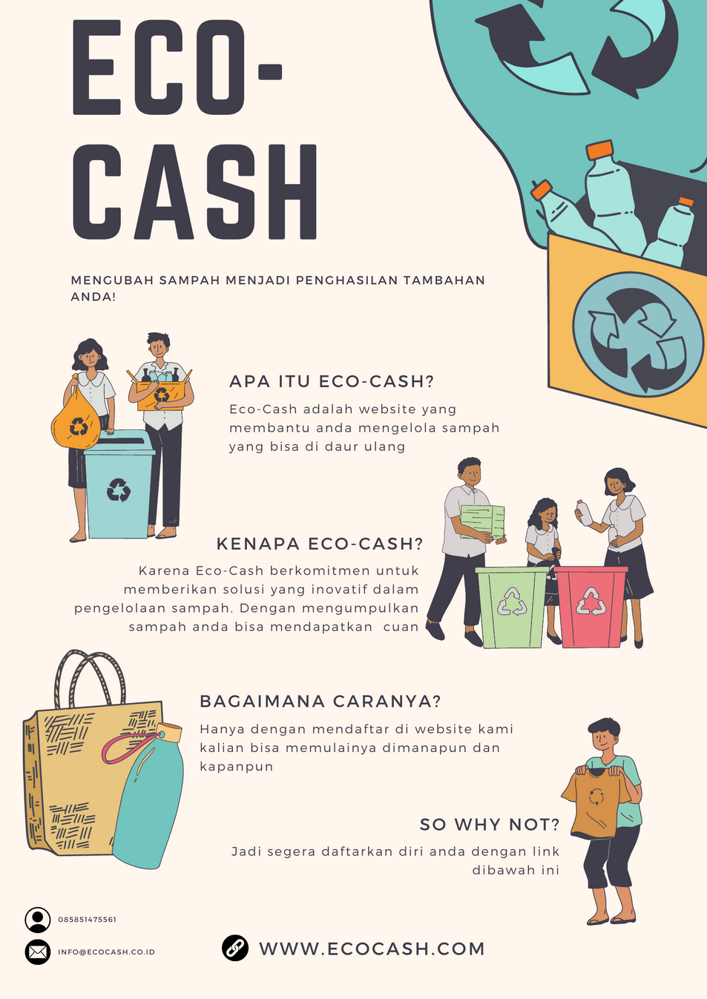 ECO-
CASH
MENGUBAH SAMPAH MENJADI PENGHASILAN TAMBAHAN
ANDA!
APA ITU ECO-CASH?
Eco-Cash adalah website yang
membantu anda mengelola sampah
yang bisa di daur ulang
KENAPA ECO-CASH?
Karena Eco-Cash berkomitmen untuk
memberikan solusi yang inovatif dalam
pengelolaan sampah. Dengan mengumpulkan
sampah anda bisa mendapatkan  cuan
BAGAIMANA CARANYA?
Hanya dengan mendaftar di website kami
kalian bisa memulainya dimanapun dan
kapanpun
SO WHY NOT?
Jadi segera daftarkan diri anda dengan link
dibawah ini
085851475561
INFO@ECOCASH.CO.ID
WWW.ECOCASH.COM